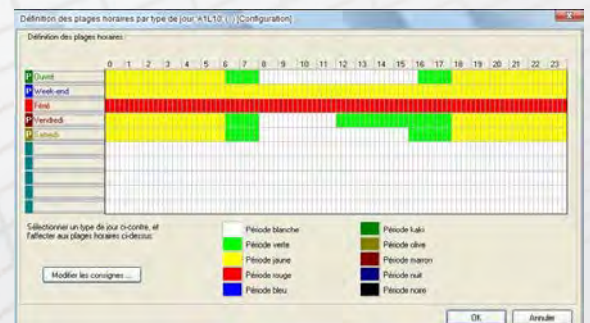 Définition des plages horaires par type de jour 'A1L10' ( : ) [Configuration]
Définition des plages horaires
0 1 2 3 4 5 6 7 8 9 10 11 12 13 14 15 16 17 18 19 20 21 22 23
P Ouvré
P Week-end
Férié
P Vendredi
P Samedi
Sélectionner un type de jour ci-contre, et
l'affecter aux plages horaires ci-dessus:
Modifier les consignes ...
Période blanche
Période verte
Période jaune
Période rouge
Période bleu
Période kaki
Période olive
Période marron
Période nuit
Période noire
OK
Annuler